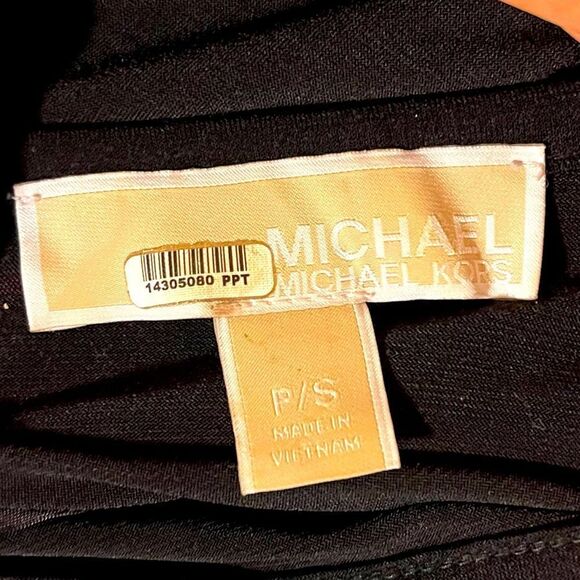 MICHAEL
MICHAEL KORS
14305080 PPT
P/S
MADE IN
VIETNAM